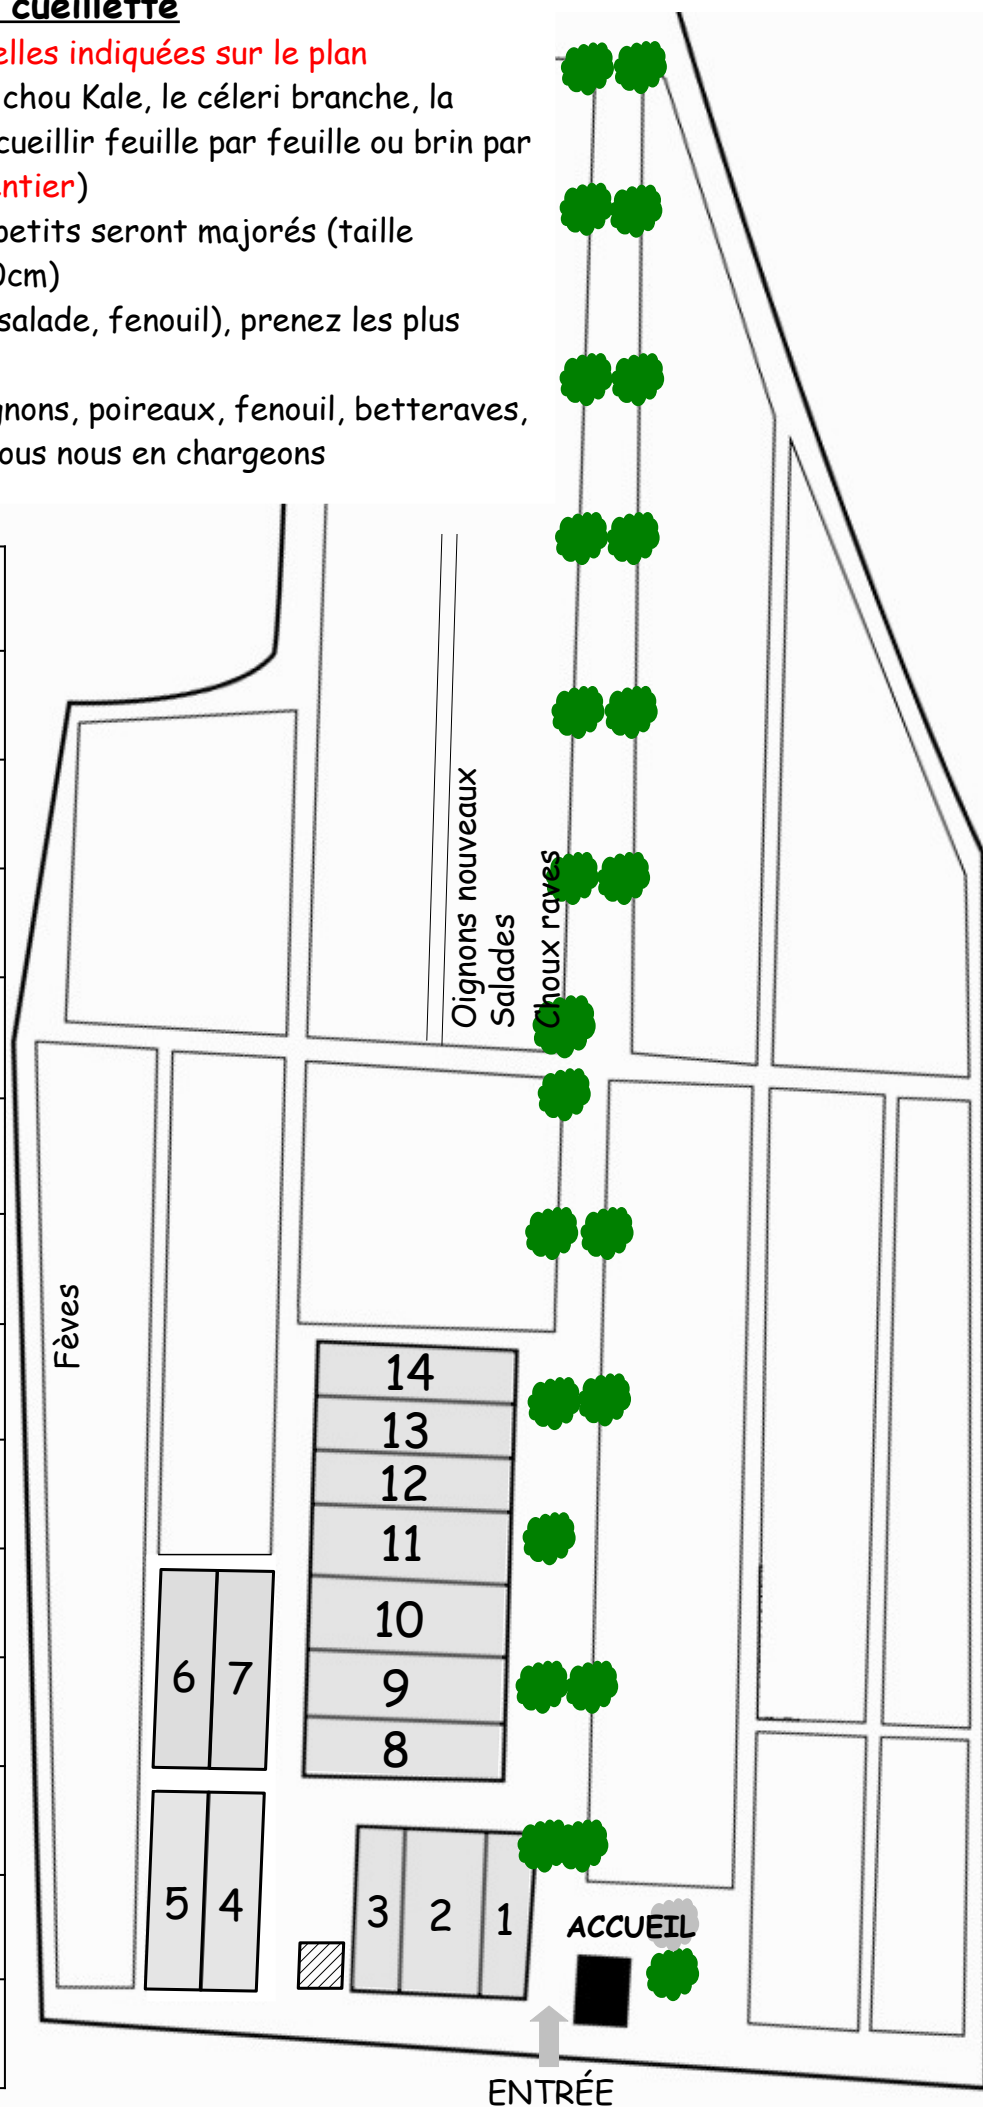 cueillette
elles indiquées sur le plan
chou Kale, le céleri branche, la
cueillir feuille par feuille ou brin par
entier)
petits seront majorés (taille
0cm)
salade, fenouil), prenez les plus
gnons, poireaux, fenouil, betteraves,
ous nous en chargeons
Oignons nouveaux
Salades
Choux raves
Fèves
14
13
12
11
10
9
8
6 7
5 4
3 2 1
ACCUEIL
ENTRÉE